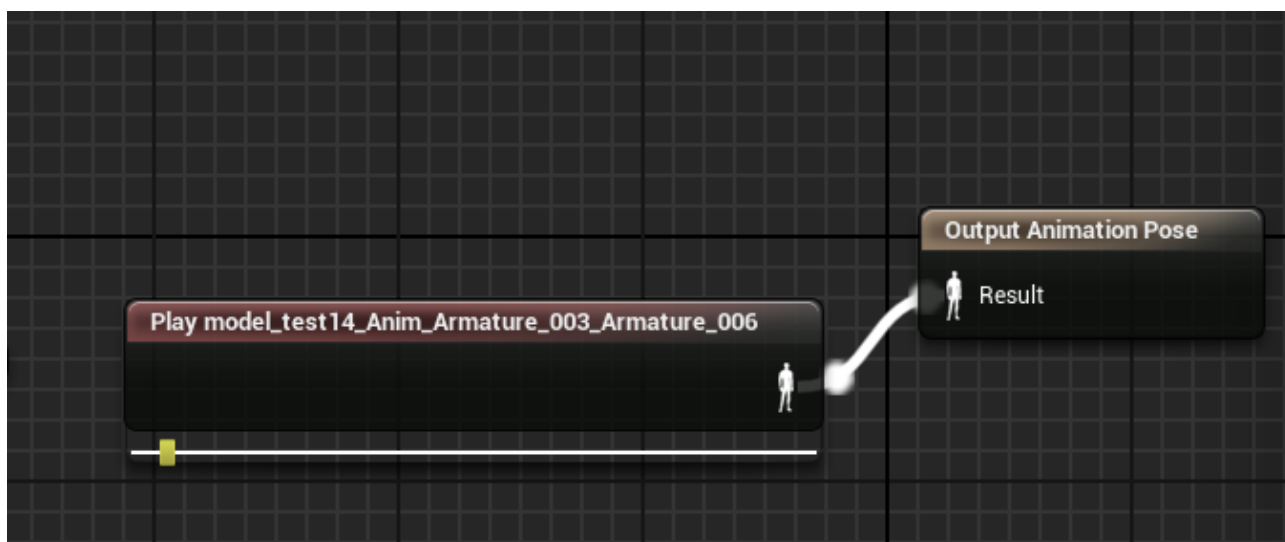 Output Animation Pose
Result
Play model_test14_Anim_Armature_003_Armature_006